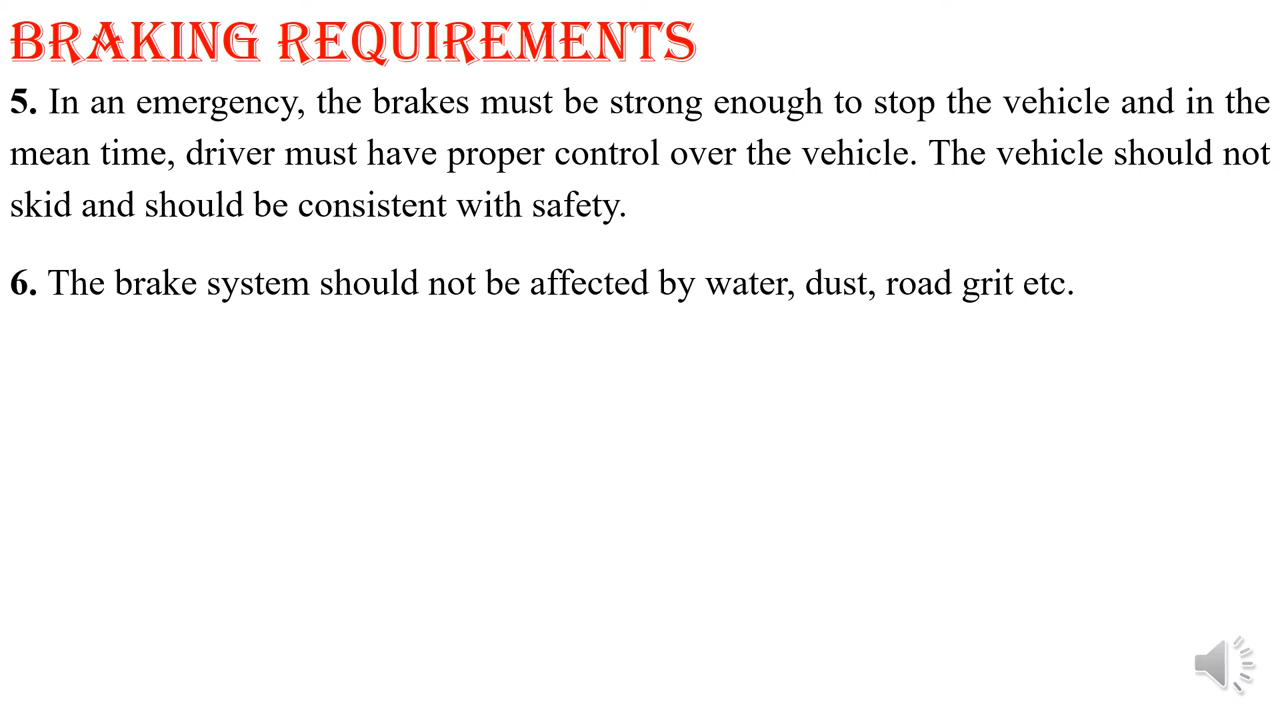 BRAKING REQUIREMENTS
5. In an emergency, the brakes must be strong enough to stop the vehicle and in the
mean time, driver must have proper control over the vehicle. The vehicle should not
skid and should be consistent with safety.
6. The brake system should not be affected by water, dust, road grit etc.